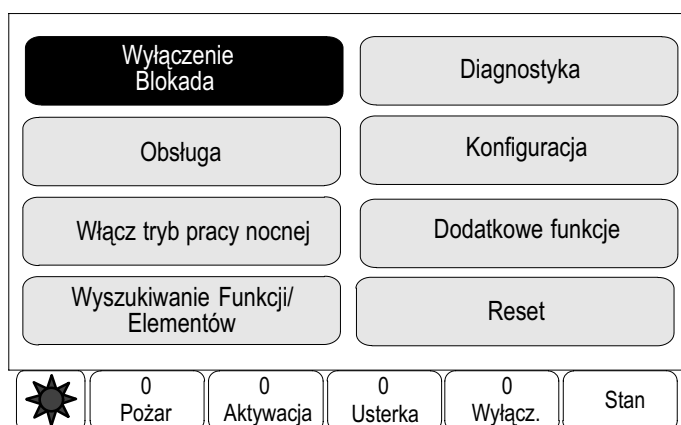 Wyłączenie
Blokada
Diagnostyka
Obsługa
Konfiguracja
Włącz tryb pracy nocnej
Dodatkowe funkcje
Wyszukiwanie Funkcji/
Elementów
Reset
0
Pożar
0
Aktywacja
0
Usterka
0
Wyłącz.
Stan